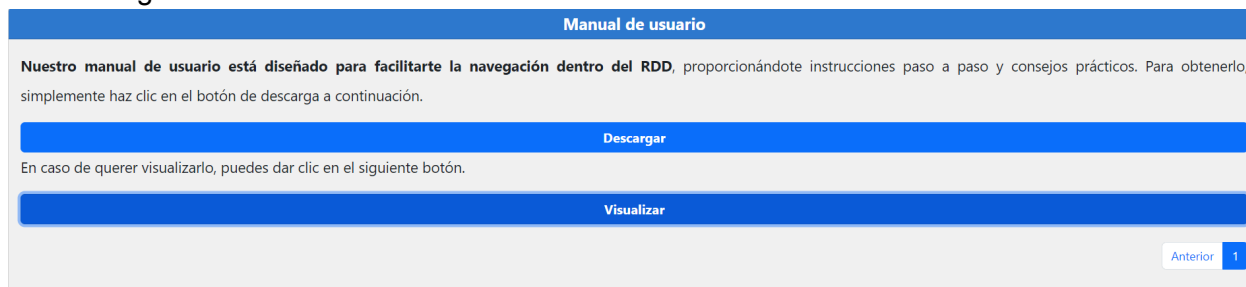 Manual de usuario
Nuestro manual de usuario está diseñado para facilitarte la navegación dentro del RDD, proporcionándote instrucciones paso a paso y consejos prácticos. Para obtenerlo,
simplemente haz clic en el botón de descarga a continuación.
Descargar
En caso de querer visualizarlo, puedes dar clic en el siguiente botón.
Visualizar
Anterior 1